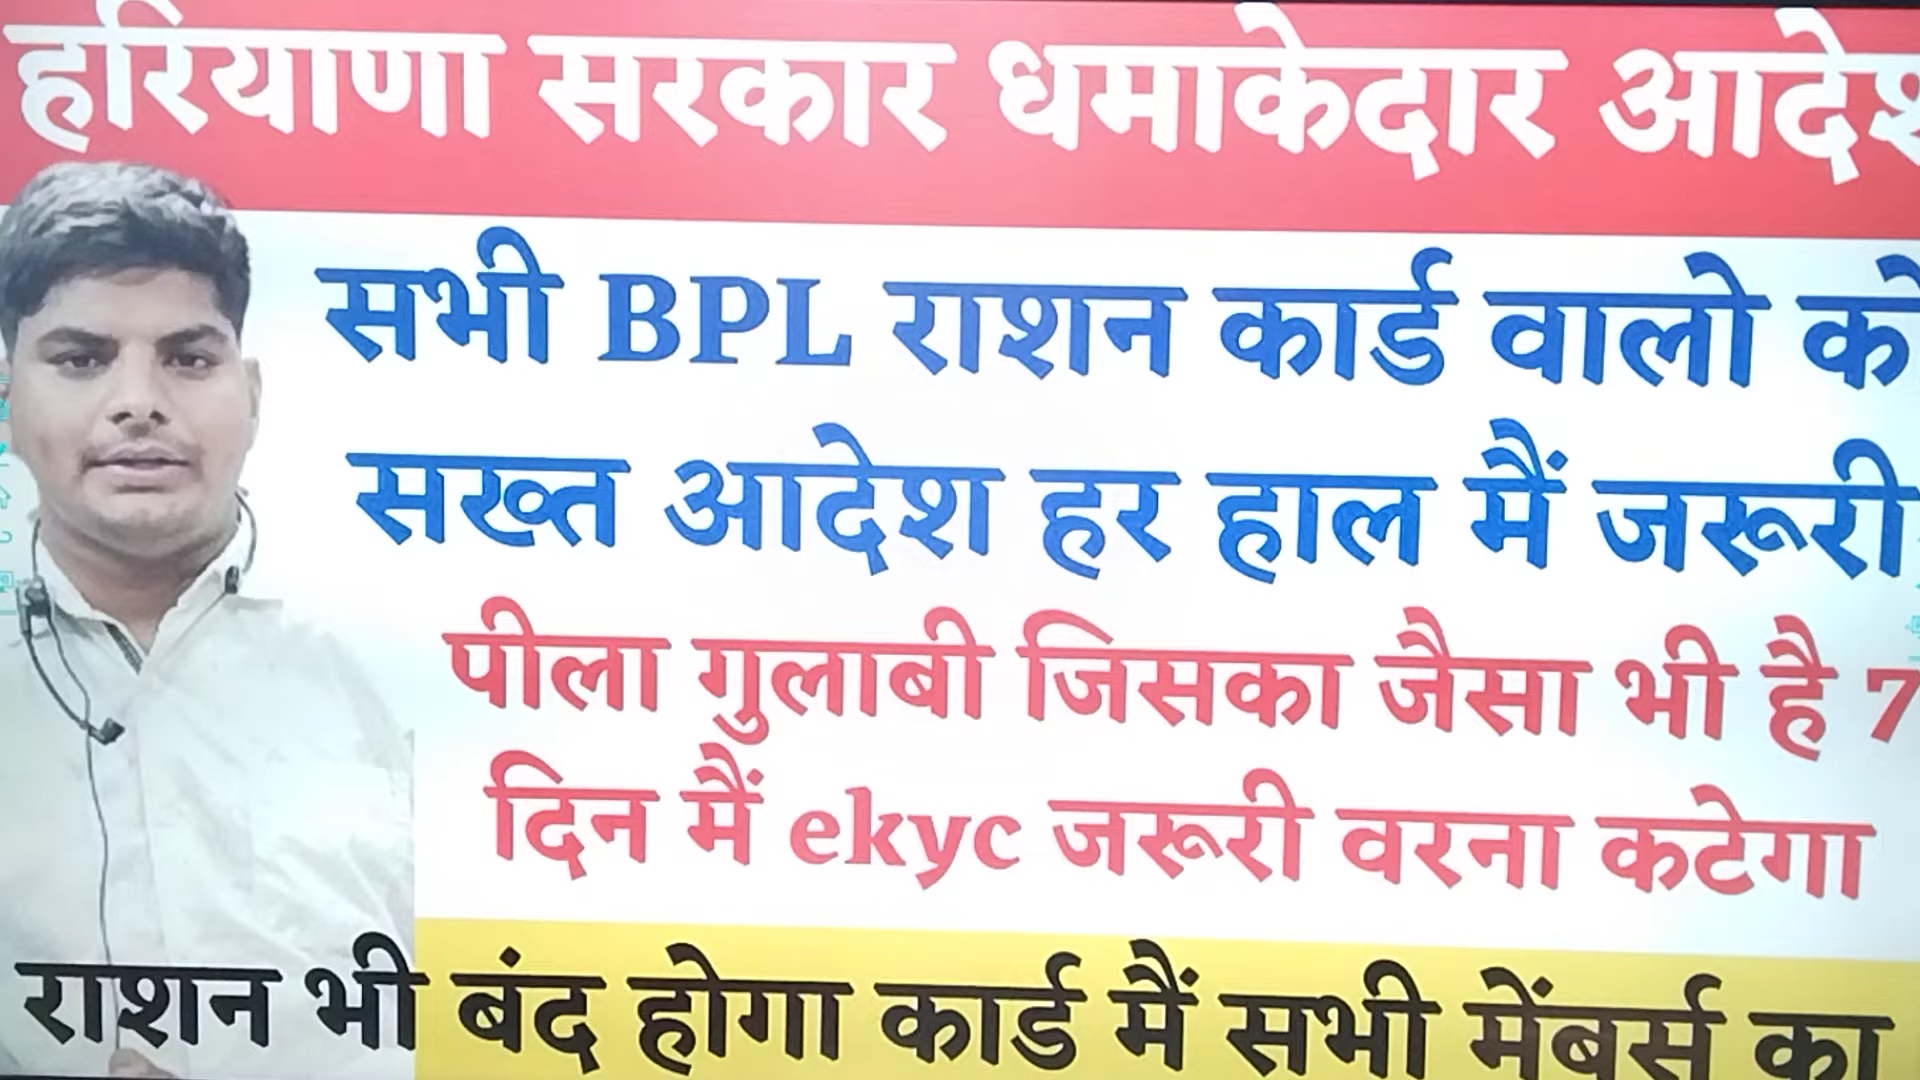 हरियाणा सरकार धमाकेदार आदेश
सभी BPL राशन कार्ड वालो को
सख्त आदेश हर हाल मैं जरूरी
पीला गुलाबी जिसका जैसा भी है 7
दिन मैं ekyc जरूरी वरना कटेगा
राशन भी बंद होगा कार्ड मैं सभी मेंबर्स का